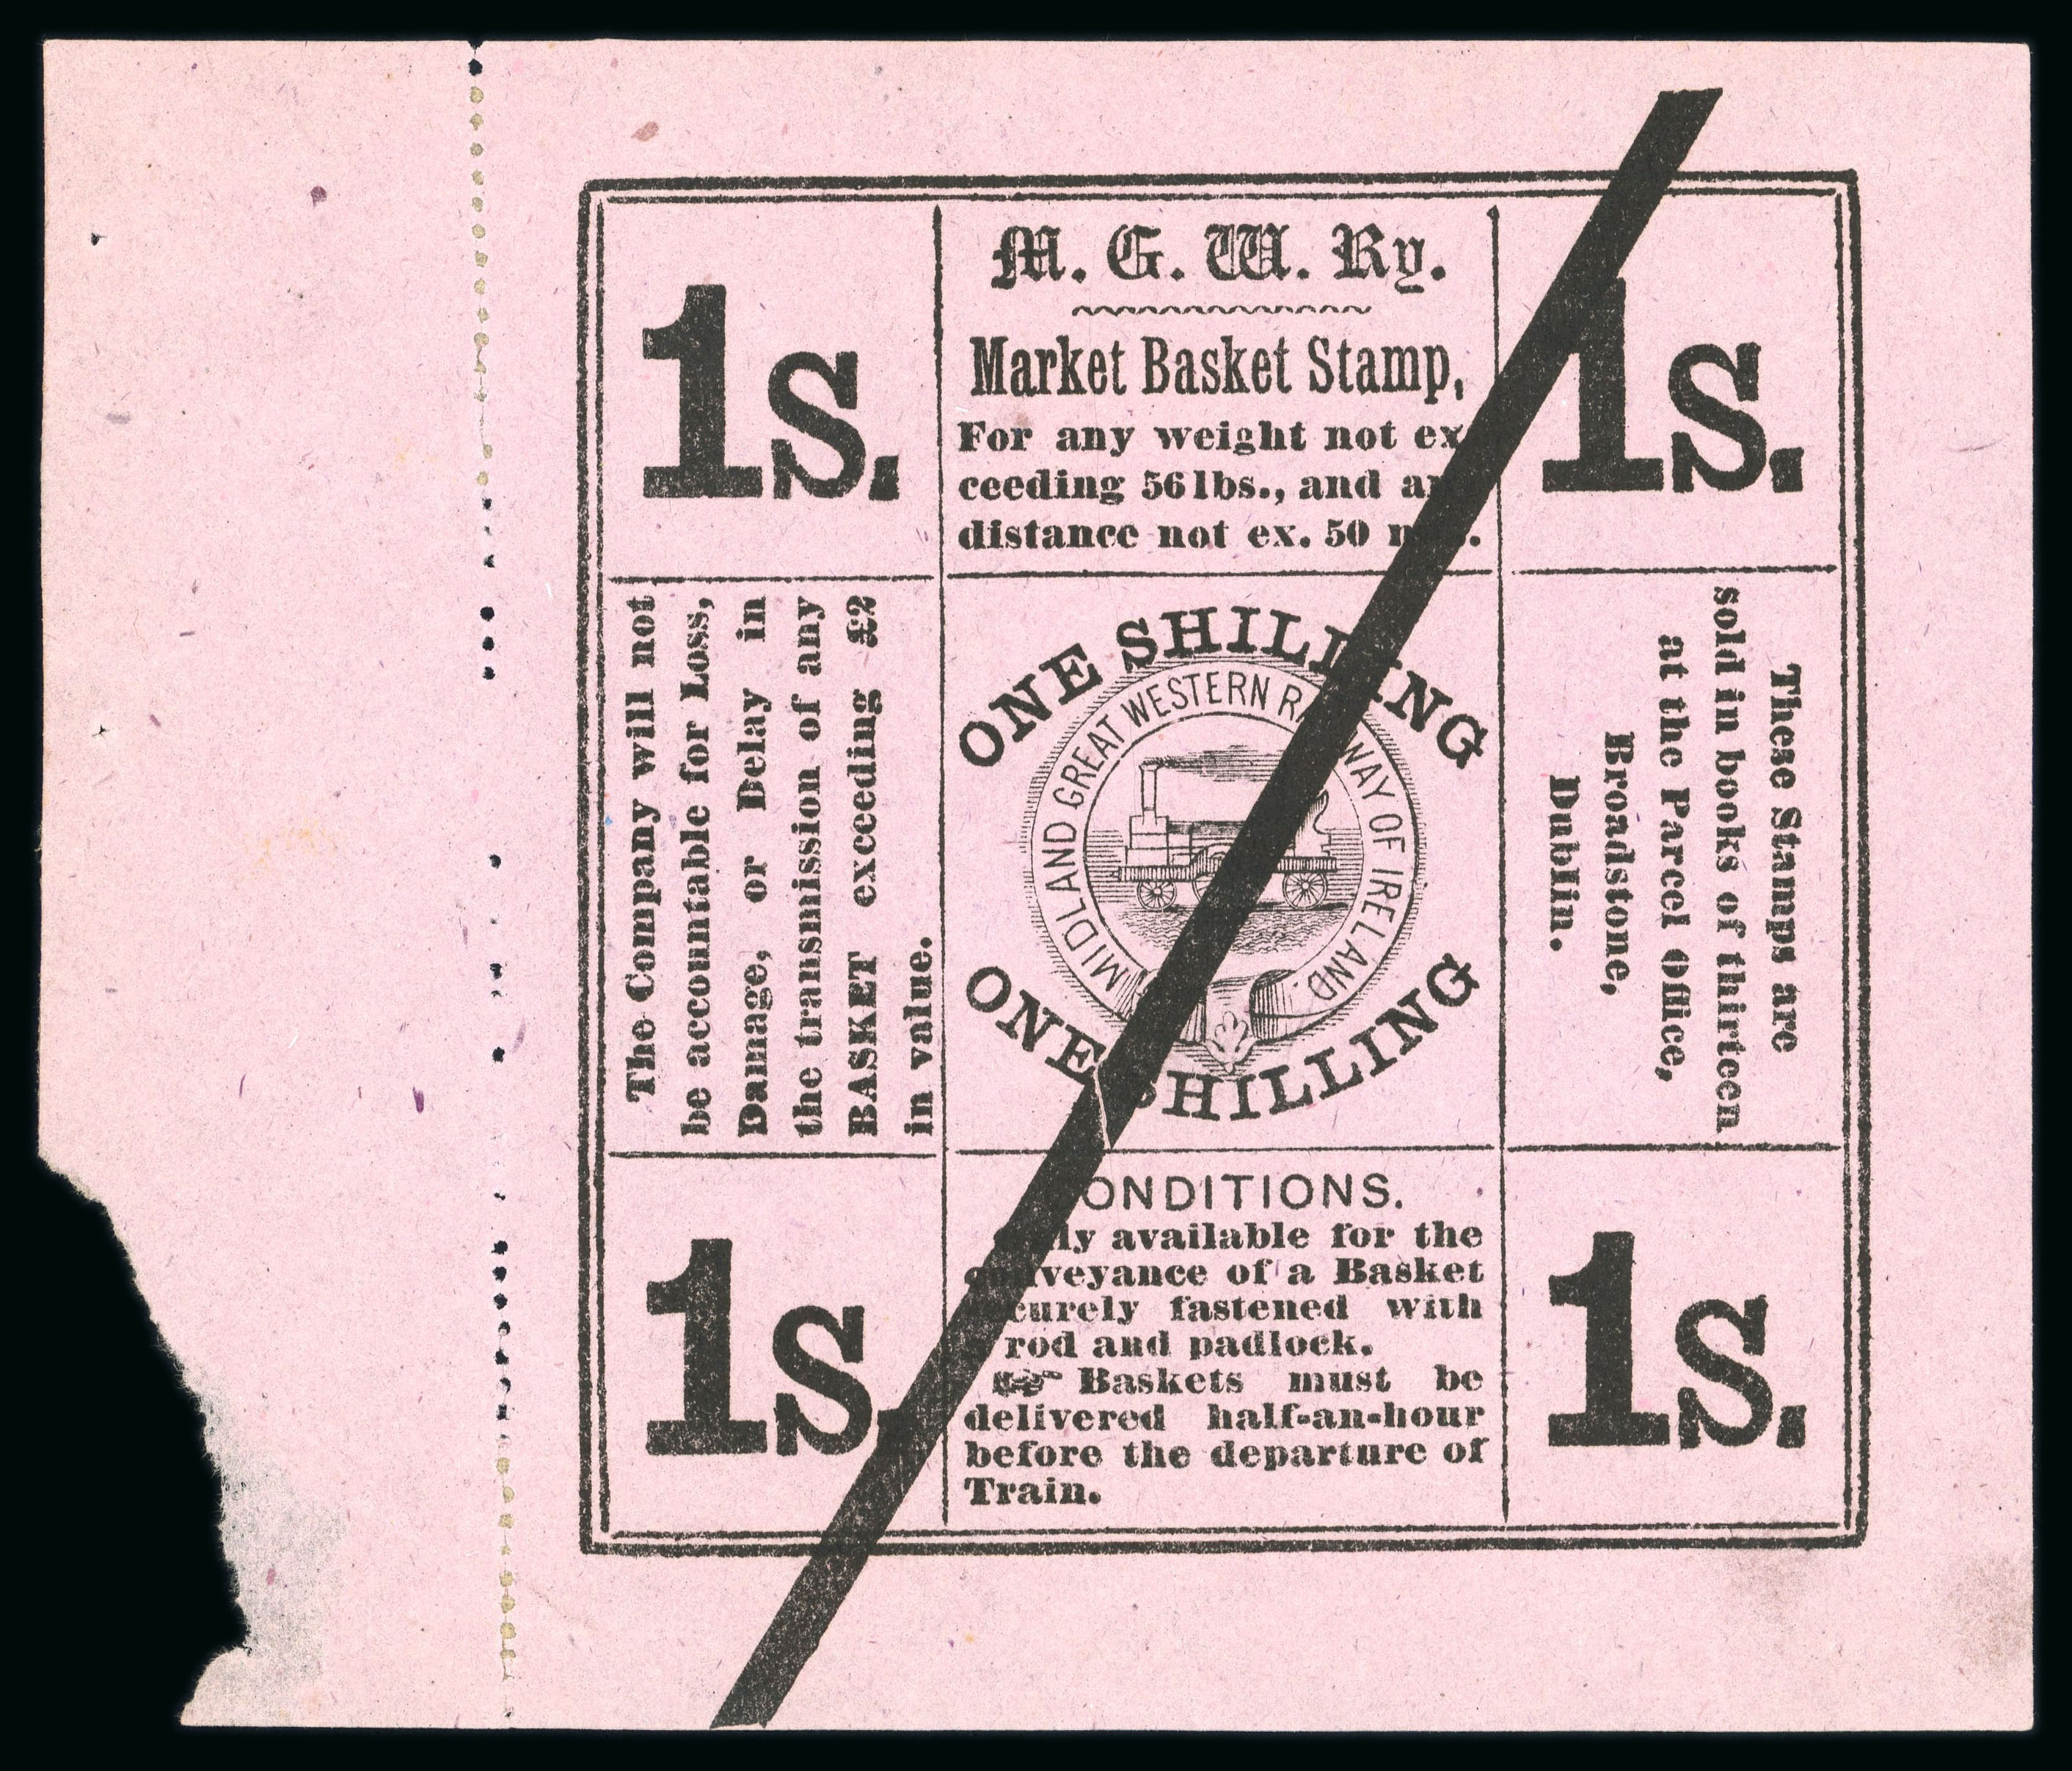 1s.
M. G. W. Ry.
Market Basket Stamp,
For any weight not ex
ceeding 56 lbs., and
distance not ex. 50
1s.
The Company will not
be accountable for Loss,
Damage, or Delay in
the transmission of any
BASKET exceeding £2
in value.
ONE SHILLING
MIDLAND GREAT WESTERN RAILWAY OF IRELAND.
ONE SHILLING
These Stamps are
sold in books of thirteen
at the Parcel Office,
Broadstone,
Dublin.
1s.
CONDITIONS.
Only available for the
conveyance of a Basket
securely fastened with
rod and padlock.
Baskets must be
delivered half-an-hour
before the departure of
Train.
1s.